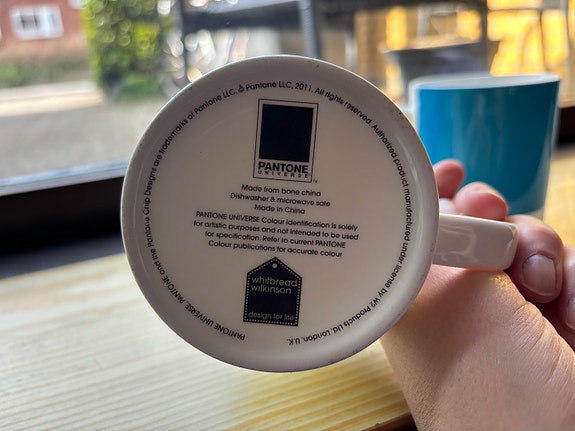 PANTONE UNIVERSE, PANTONE and the Pantone Chip Designs are trademarks of Pantone LLC. © Pantone LLC, 2011. All rights reserved. Authorized product manufactured under license by W2 Products Ltd. London. U.K.
PANTONE
UNIVERSE™
Made from bone china
Dishwasher & microwave safe
Made in China
PANTONE UNIVERSE Colour identification is solely
for artistic purposes and not intended to be used
for specification. Refer to current PANTONE
Colour publications for accurate colour
whitbread
wilkinson
design for life